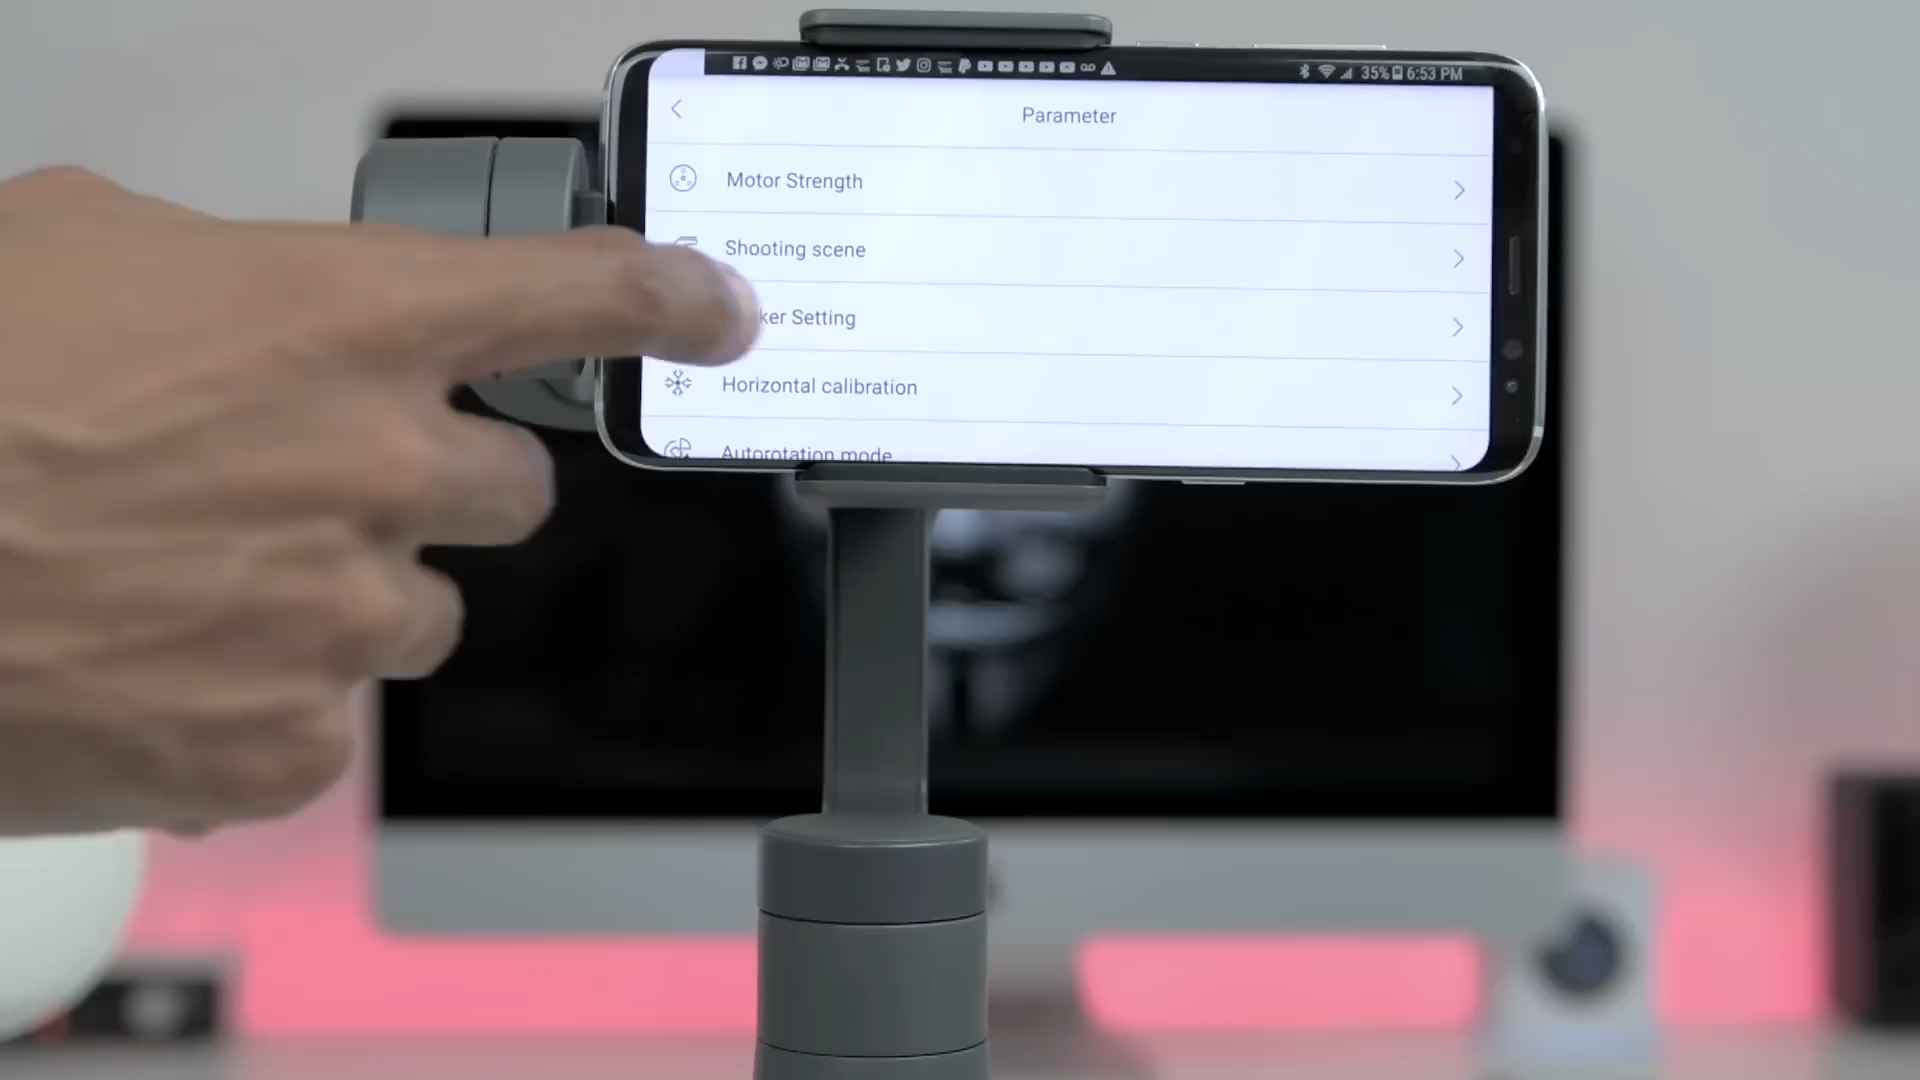 35% 6:53 PM
Parameter
Motor Strength
Shooting scene
ker Setting
Horizontal calibration
Autorotation mode